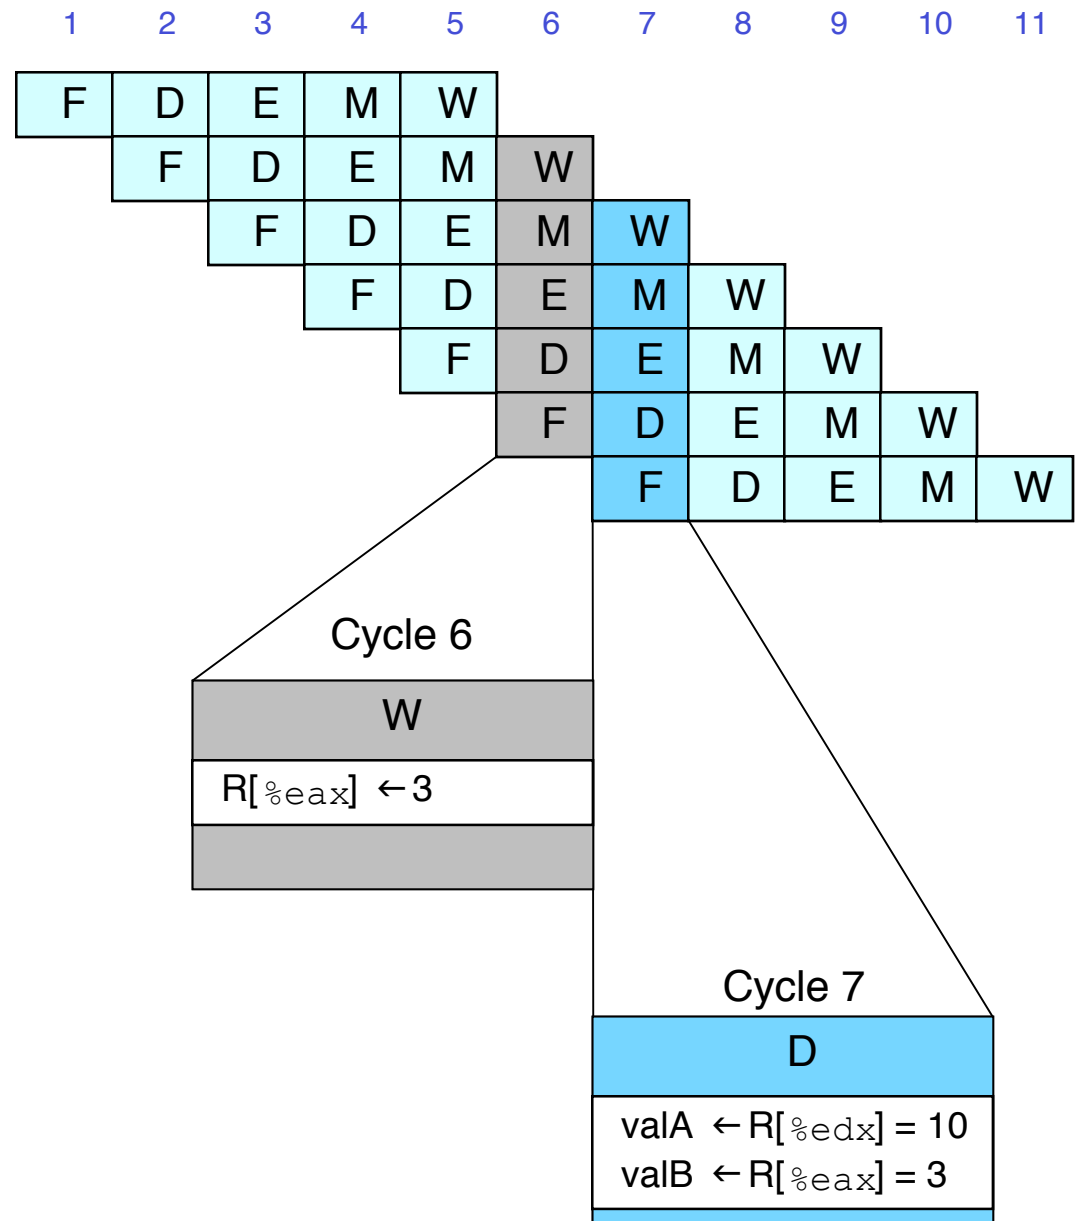 1 2 3 4 5 6 7 8 9 10 11
F D E M W
F D E M W
F D E M W
F D E M W
F D E M W
F D E M W
F D E M W
Cycle 6
W
R[%eax] ←3
Cycle 7
D
valA ←R[%edx] = 10
valB ←R[%eax] = 3